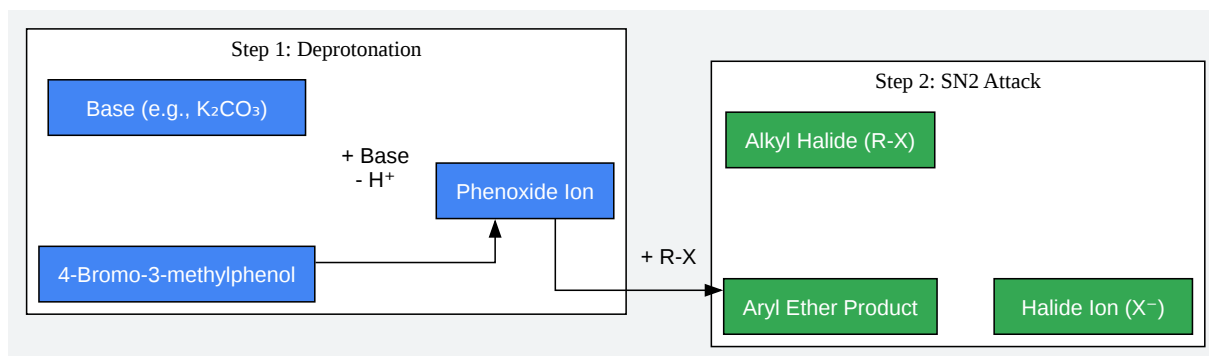 Step 1: Deprotonation
Base (e.g., K₂CO₃)
+ Base
- H⁺
Phenoxide Ion
4-Bromo-3-methylphenol
+ R-X
Step 2: SN2 Attack
Alkyl Halide (R-X)
Aryl Ether Product
Halide Ion (X⁻)